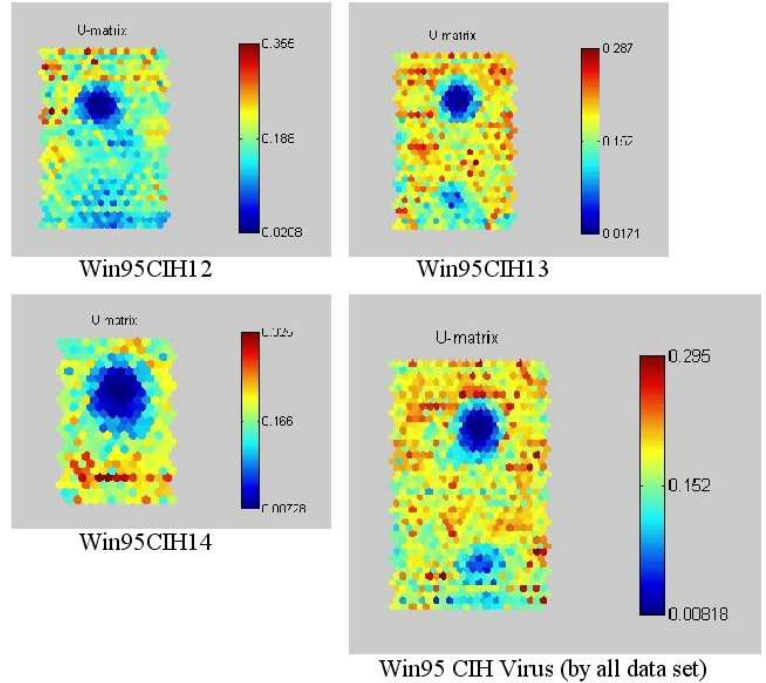 U-matrix
0.356
0.186
0.0208
Win95CIH12
U-matrix
0.287
0.152
0.0171
Win95CIH13
U-matrix
0.166
0.00728
Win95CIH14
U-matrix
0.295
0.152
0.00818
Win95 CIH Virus (by all data set)